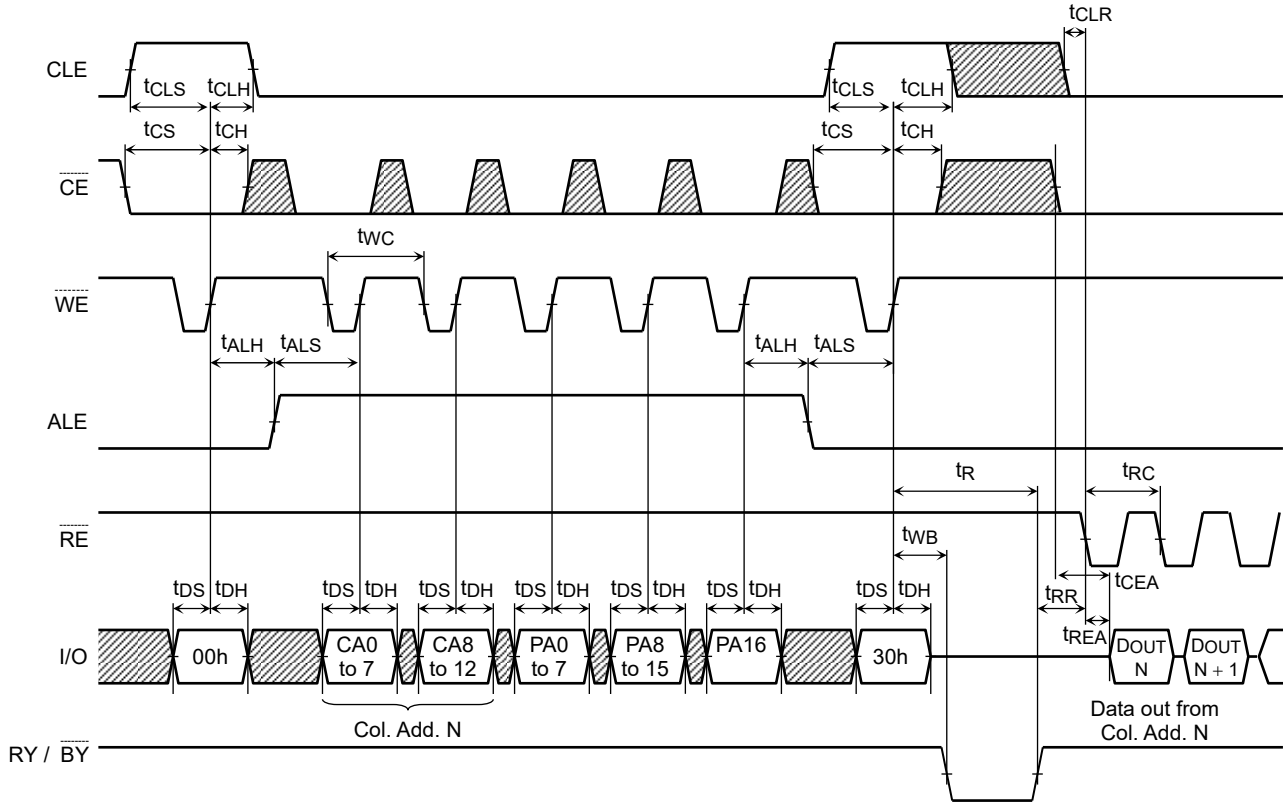 tCLR
CLE
tCLS tCLH tCLS tCLH
tCS tCH tCS tCH
CE
tWC
WE
tALH tALS tALH tALS
ALE
tR tRC
RE
tWB
tDS tDH tDS tDH tDS tDH tDS tDH tDS tDH tDS tDH tDS tDH tRR tCEA
tREA
I/O 00h CA0 to 7 CA8 to 12 PA0 to 7 PA8 to 15 PA16 30h DOUT N DOUT N + 1
Col. Add. N
Data out from
Col. Add. N
RY / BY